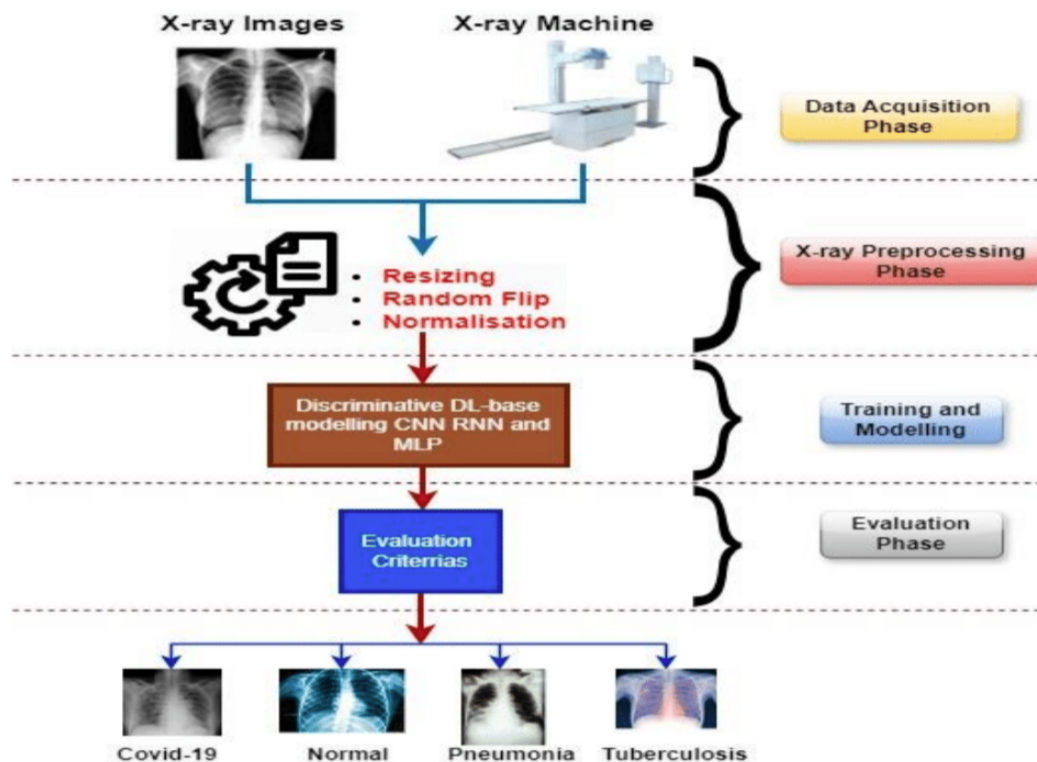 X-ray Images
X-ray Machine
Data Acquisition
Phase
X-ray Preprocessing
Phase
• Resizing
• Random Flip
• Normalisation
Discriminative DL-base
modelling CNN RNN and
MLP
Training and
Modelling
Evaluation
Criterrias
Evaluation
Phase
Covid-19
Normal
Pneumonia
Tuberculosis